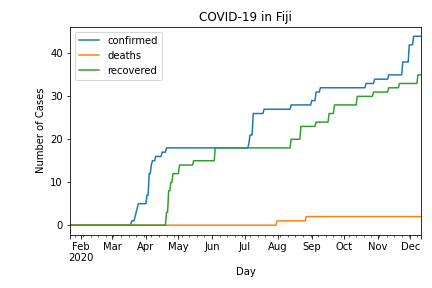 COVID-19 in Fiji
confirmed
deaths
recovered
Number of Cases
40
30
20
10
0
Feb Mar Apr May Jun Jul Aug Sep Oct Nov Dec
2020
Day